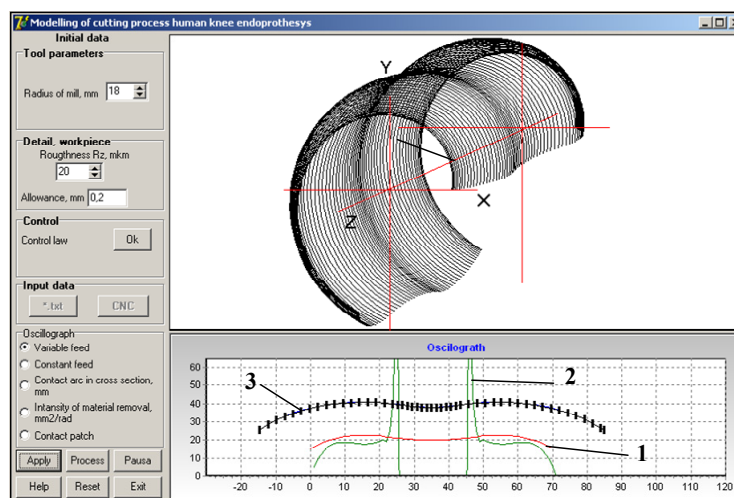 Modelling of cutting process human knee endoprothesys
Initial data
Tool parameters
Radius of mill, mm 18
Detail, workpiece
Rougthness Rz, mkm
20
Allowance, mm 0,2
Control
Control law Ok
Input data
*.txt CNC
Oscillograph
Variable feed
Constant feed
Contact arc in cross section,
mm
Intansity of material removal,
mm2/rad
Contact patch
Apply Process Pausa
Help Reset Exit
Y
X
Z
Oscilograth
60
50
40
30
20
10
0
-20 -10 0 10 20 30 40 50 60 70 80 90 100 110 120
3
2
1